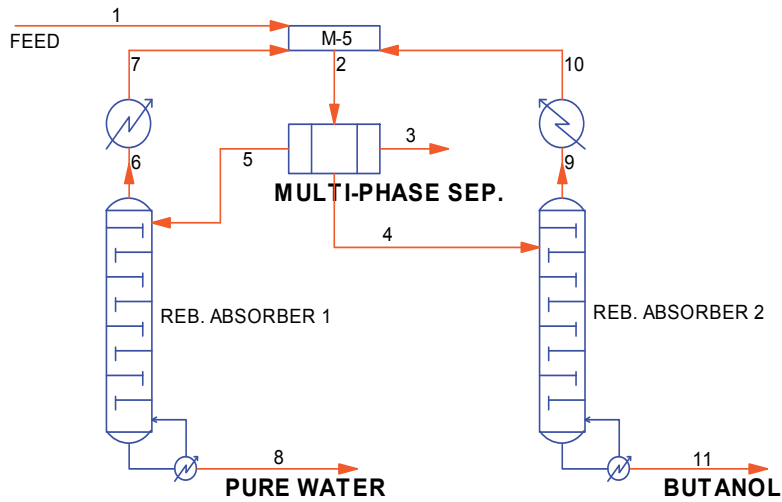 1
FEED
M-5
7
2
10
5
3
6
9
MULTI-PHASE SEP.
4
REB. ABSORBER 1
REB. ABSORBER 2
8
11
PURE WATER
BUTANOL